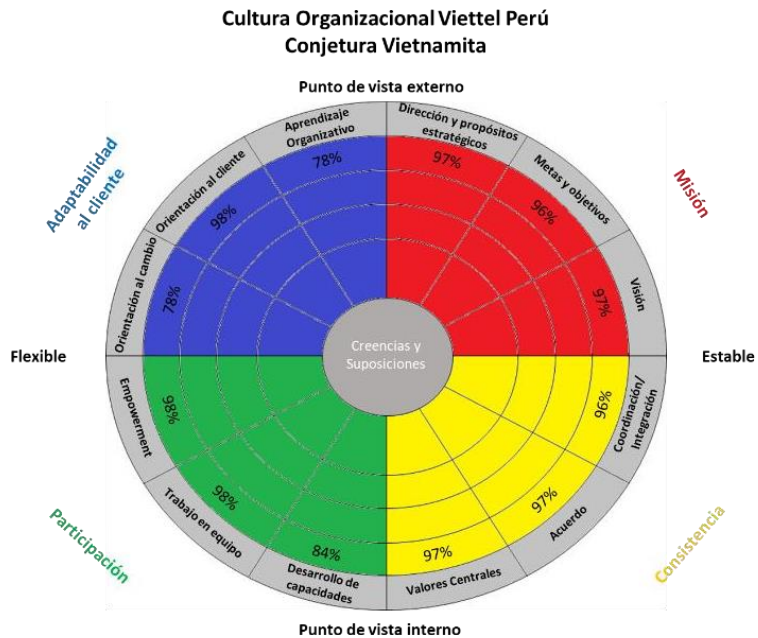 Cultura Organizacional Viettel Perú
Conjetura Vietnamita
Punto de vista externo
Adaptabilidad
al cliente
Misión
Aprendizaje
Organizativo
78%
Dirección y propósitos
estratégicos
97%
Orientación al cliente
98%
Metas y objetivos
96%
Orientación al cambio
78%
Visión
97%
Creencias y
Suposiciones
Flexible
Estable
Empowerment
98%
Coordinación/
Integración
96%
Trabajo en equipo
98%
Acuerdo
97%
Desarrollo de
capacidades
84%
Valores Centrales
97%
Participación
Consistencia
Punto de vista interno